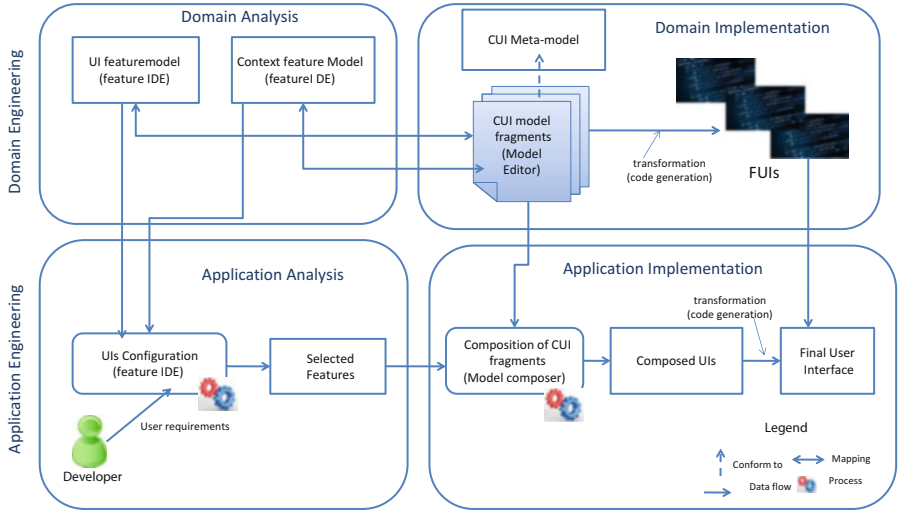 Domain Engineering
Domain Analysis
UI featuremodel
(feature IDE)
Context feature Model
(featureI DE)
Domain Implementation
CUI Meta-model
CUI model
fragments
(Model
Editor)
transformation
(code generation)
FUIs
Application Engineering
Application Analysis
UIs Configuration
(feature IDE)
Selected
Features
User requirements
Developer
Application Implementation
Composition of CUI
fragments
(Model composer)
Composed UIs
transformation
(code generation)
Final User
Interface
Legend
Conform to
Mapping
Data flow
Process